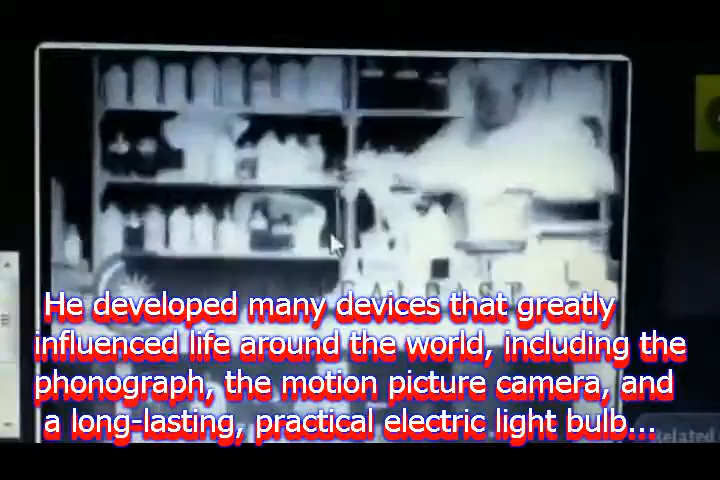 He developed many devices that greatly
influenced life around the world, including the
phonograph, the motion picture camera, and
a long-lasting, practical electric light bulb...
Related